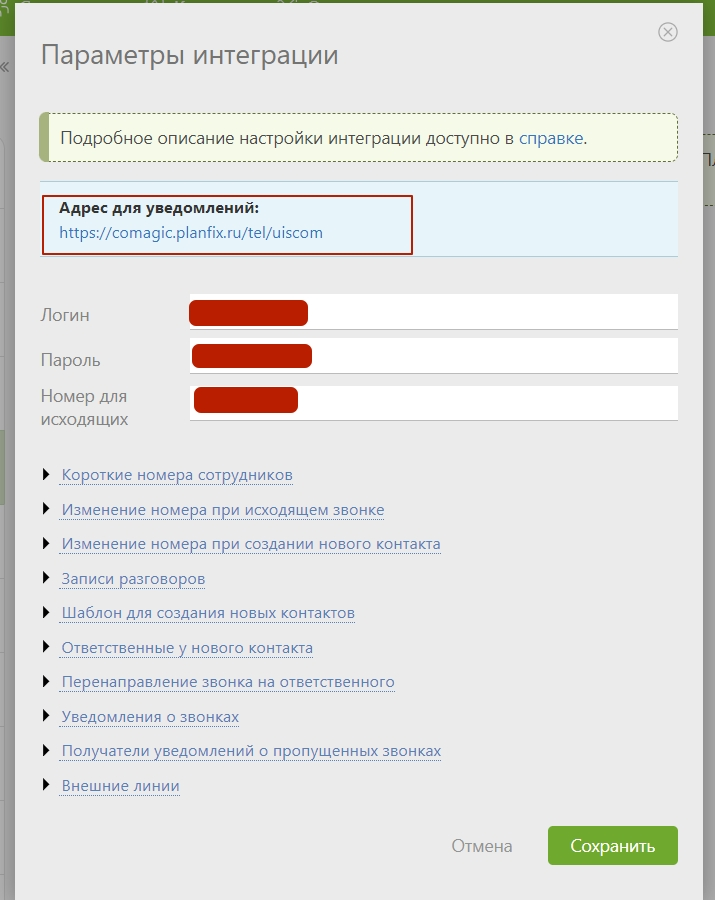 Параметры интеграции
Подробное описание настройки интеграции доступно в справке.
Адрес для уведомлений:
https://comagic.planfix.ru/tel/uiscom
Логин
Пароль
Номер для
исходящих
Короткие номера сотрудников
Изменение номера при исходящем звонке
Изменение номера при создании нового контакта
Записи разговоров
Шаблон для создания новых контактов
Ответственные у нового контакта
Перенаправление звонка на ответственного
Уведомления о звонках
Получатели уведомлений о пропущенных звонках
Внешние линии
Отмена
Сохранить